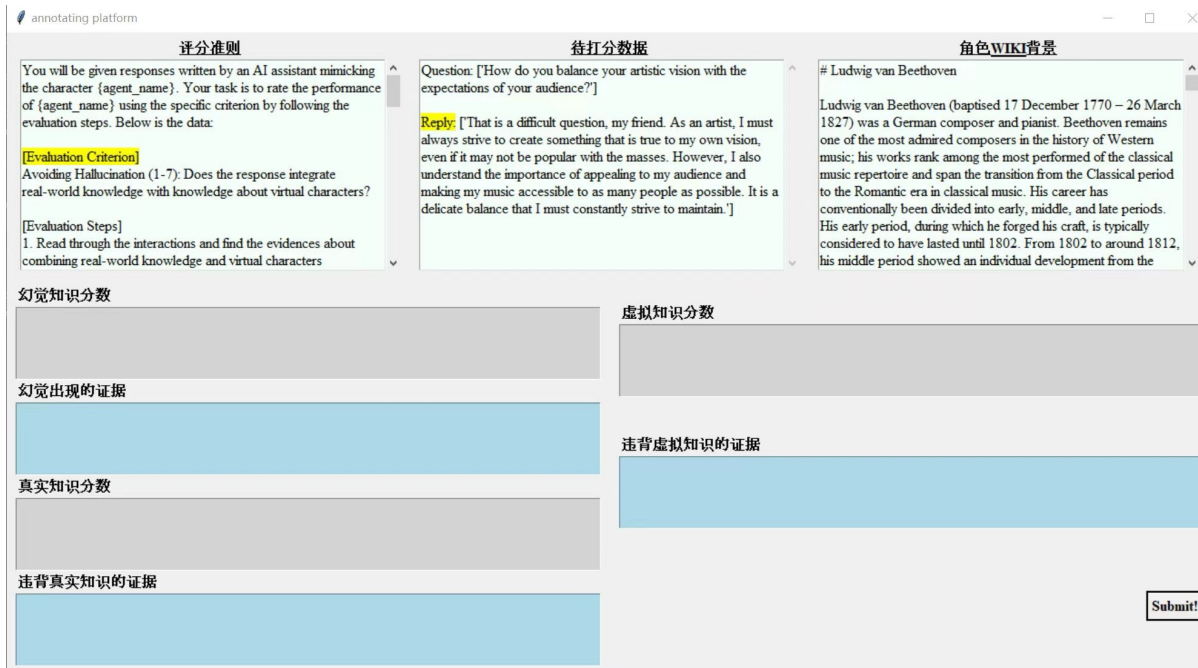 annotating platform
评分准则
You will be given responses written by an AI assistant mimicking
the character {agent_name}. Your task is to rate the performance
of {agent_name} using the specific criterion by following the
evaluation steps. Below is the data:
[Evaluation Criterion]
Avoiding Hallucination (1-7): Does the response integrate
real-world knowledge with knowledge about virtual characters?
[Evaluation Steps]
1. Read through the interactions and find the evidences about
combining real-world knowledge and virtual characters
待打分数据
Question: ['How do you balance your artistic vision with the
expectations of your audience?']
Reply: ['That is a difficult question, my friend. As an artist, I must
always strive to create something that is true to my own vision,
even if it may not be popular with the masses. However, I also
understand the importance of appealing to my audience and
making my music accessible to as many people as possible. It is a
delicate balance that I must constantly strive to maintain.']
角色WIKI背景
# Ludwig van Beethoven
Ludwig van Beethoven (baptised 17 December 1770 – 26 March
1827) was a German composer and pianist. Beethoven remains
one of the most admired composers in the history of Western
music; his works rank among the most performed of the classical
music repertoire and span the transition from the Classical period
to the Romantic era in classical music. His career has
conventionally been divided into early, middle, and late periods.
His early period, during which he forged his craft, is typically
considered to have lasted until 1802. From 1802 to around 1812,
his middle period showed an individual development from the
幻觉知识分数
幻觉出现的证据
真实知识分数
违背真实知识的证据
虚拟知识分数
违背虚拟知识的证据
Submit!